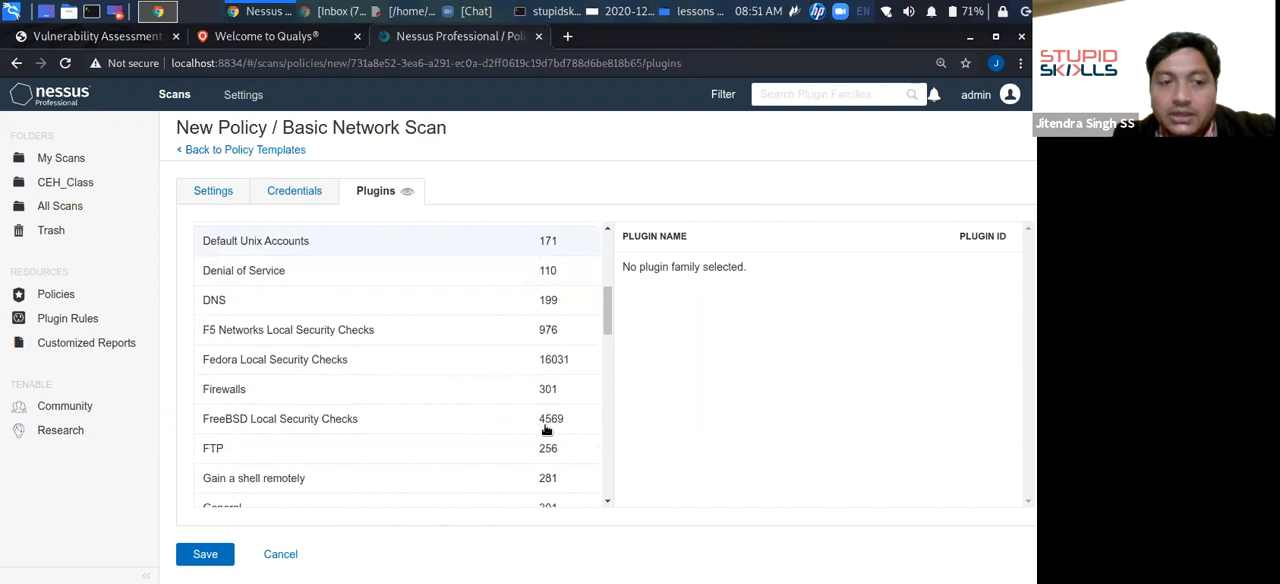 Nessus ...
[Inbox (7...
[/home/...
[Chat]
stupidsk...
2020-12...
lessons ...
08:51 AM
EN
71%
Vulnerability Assessment
Welcome to Qualys®
Nessus Professional / Poli
Not secure
localhost:8834/#/scans/policies/new/731a8e52-3ea6-a291-ec0a-d2ff0619c19d7bd788d6be818b65/plugins
J
nessus
Professional
Scans
Settings
Filter
Search Plugin Families
admin
STUPID
SKILLS
Jitendra Singh SS
FOLDERS
My Scans
CEH_Class
All Scans
Trash
RESOURCES
Policies
Plugin Rules
Customized Reports
TENABLE
Community
Research
New Policy / Basic Network Scan
‹ Back to Policy Templates
Settings
Credentials
Plugins
Default Unix Accounts 171
Denial of Service 110
DNS 199
F5 Networks Local Security Checks 976
Fedora Local Security Checks 16031
Firewalls 301
FreeBSD Local Security Checks 4569
FTP 256
Gain a shell remotely 281
General
PLUGIN NAME PLUGIN ID
No plugin family selected.
Save
Cancel